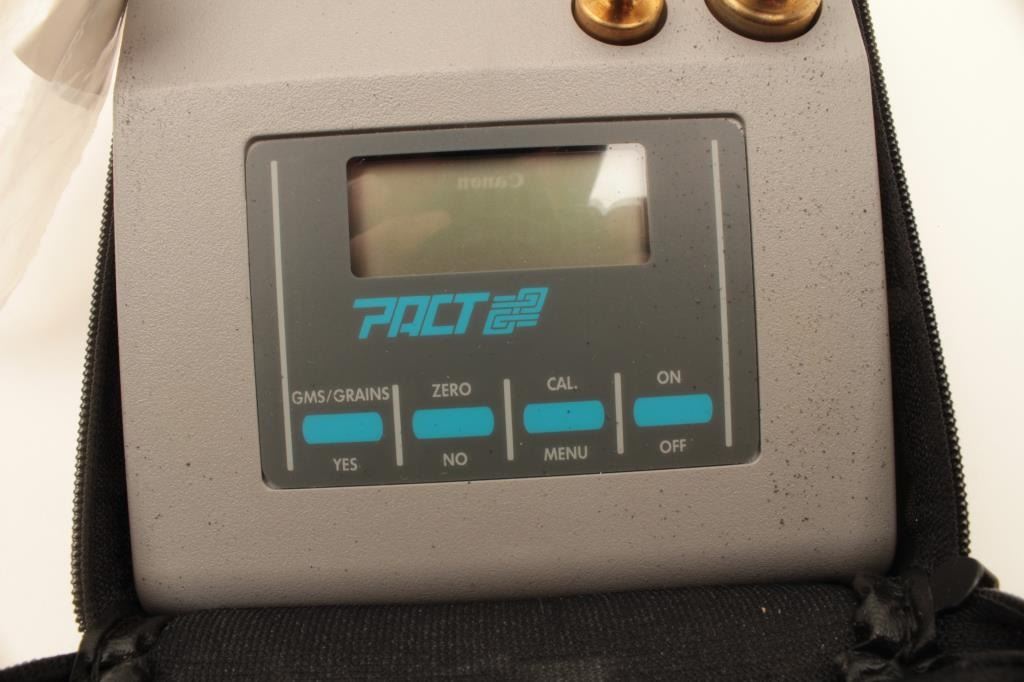 Canon
PACT
GMS/GRAINS ZERO CAL. ON
YES NO MENU OFF